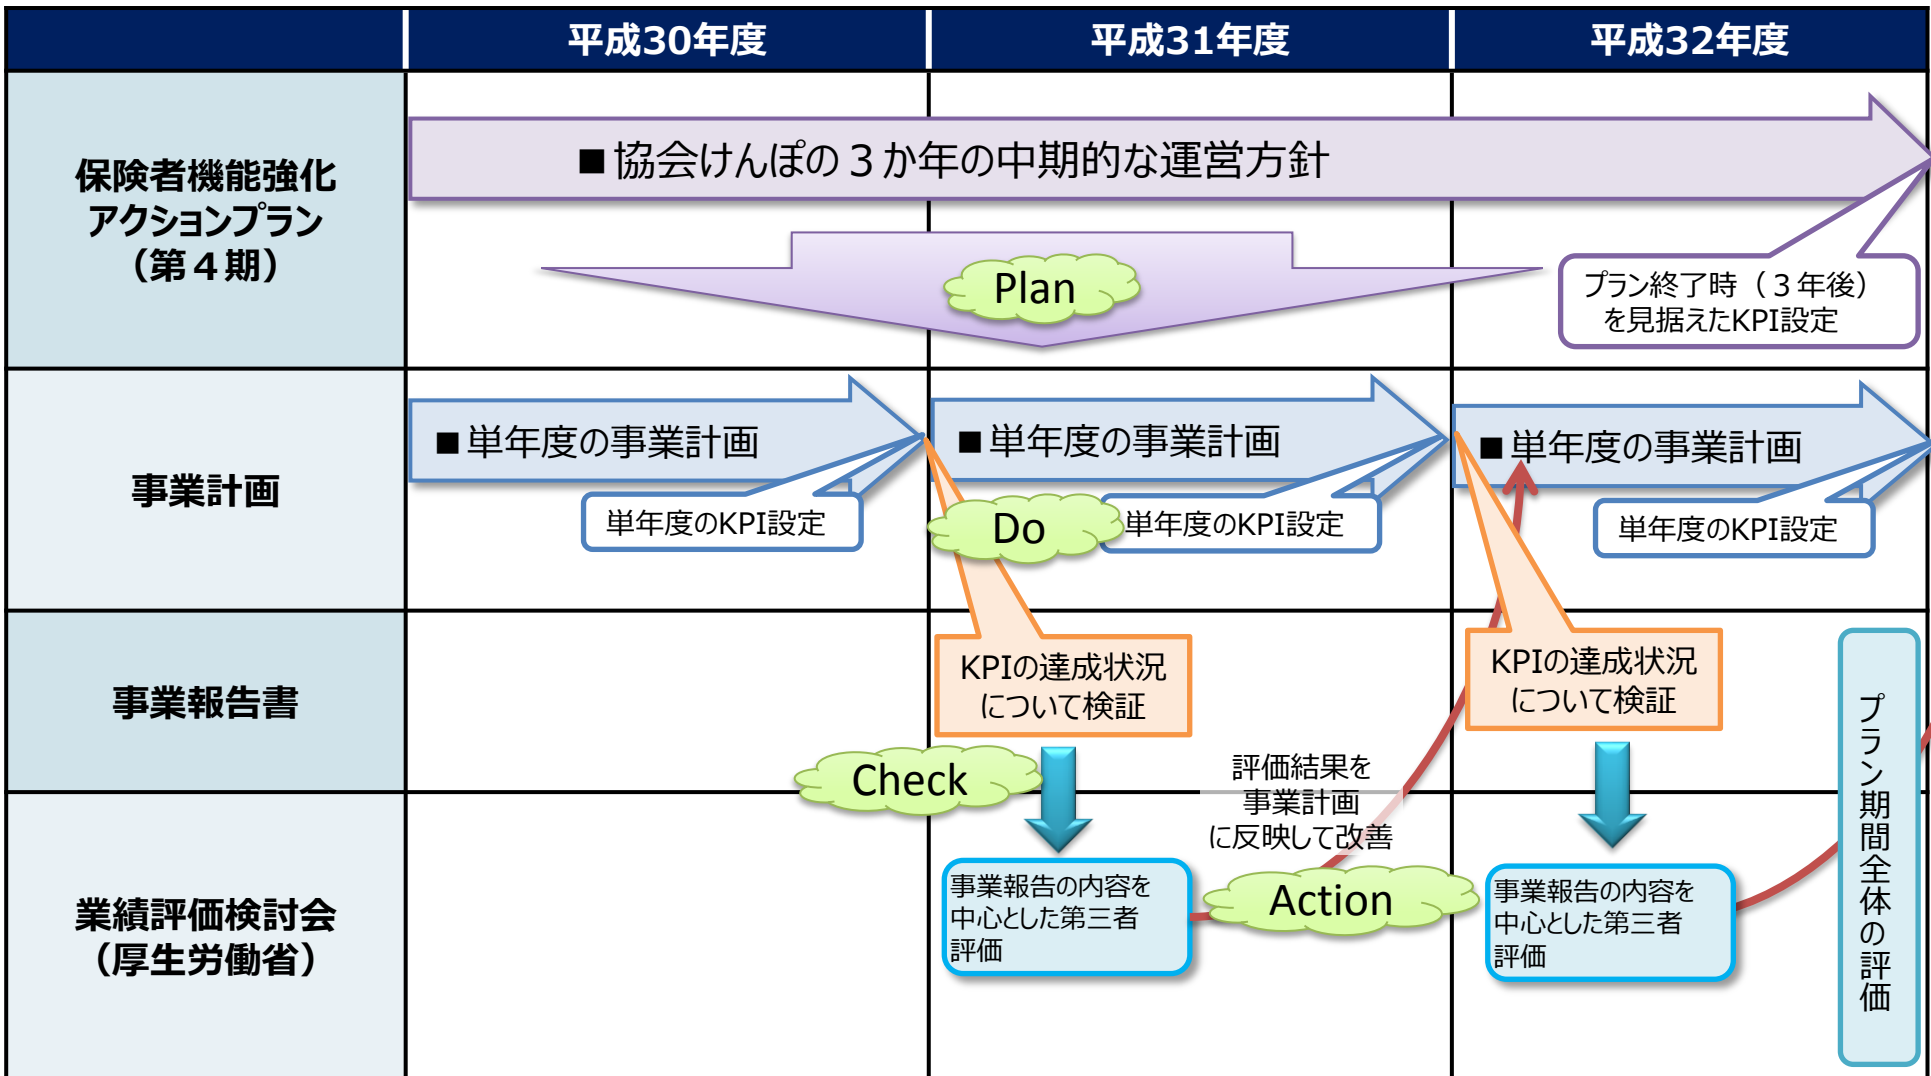 平成30年度
平成31年度
平成32年度
保険者機能強化
アクションプラン
（第４期）
■協会けんぽの３か年の中期的な運営方針
Plan
プラン終了時（３年後）
を見据えたKPI設定
事業計画
■単年度の事業計画
単年度のKPI設定
■単年度の事業計画
単年度のKPI設定
■単年度の事業計画
単年度のKPI設定
Do
事業報告書
KPIの達成状況
について検証
KPIの達成状況
について検証
Check
評価結果を
事業計画
に反映して改善
プラン期間全体の評価
業績評価検討会
（厚生労働省）
事業報告の内容を
中心とした第三者
評価
Action
事業報告の内容を
中心とした第三者
評価